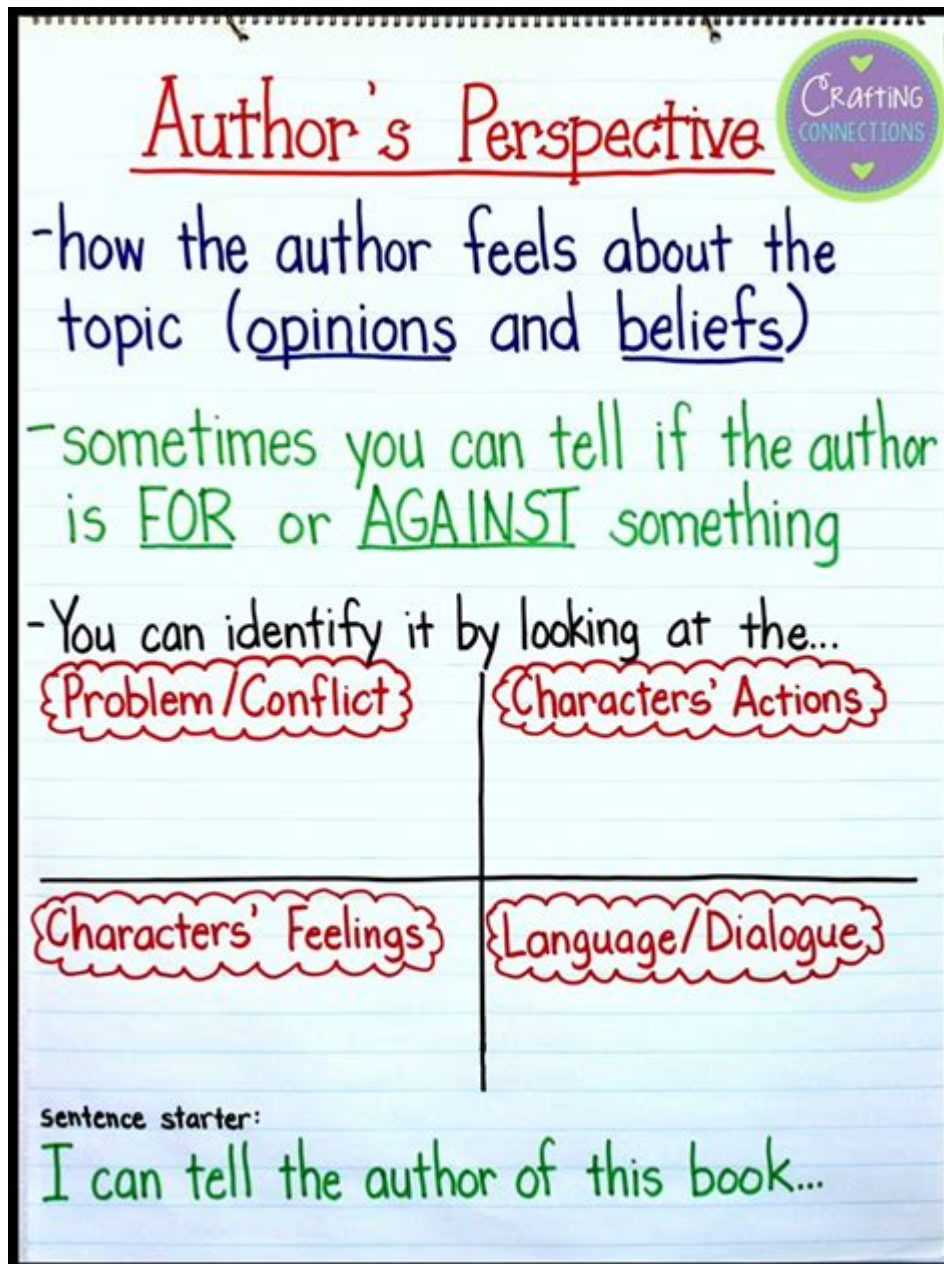 Author's Perspective
CRAFTING
CONNECTIONS
-how the author feels about the
topic (opinions and beliefs)
-sometimes you can tell if the author
is FOR or AGAINST something
-You can identify it by looking at the...
Problem/Conflict
Characters' Actions
Characters' Feelings
Language/Dialogue
sentence starter:
I can tell the author of this book...